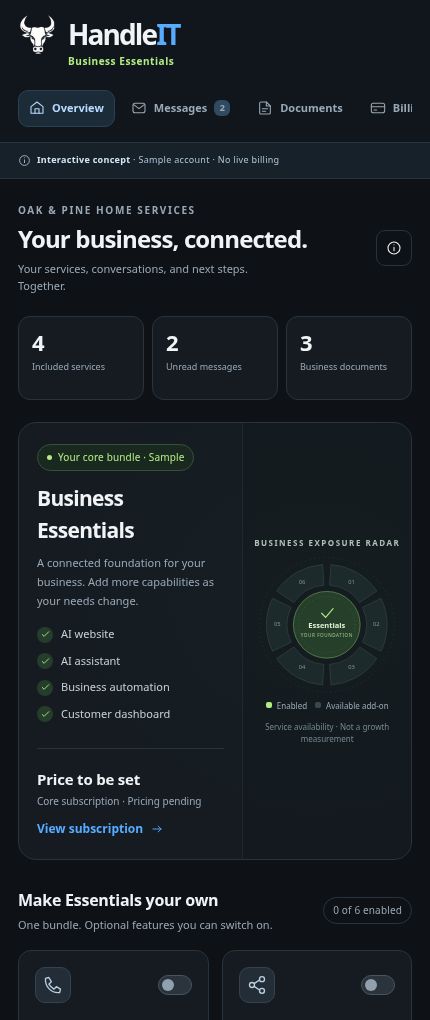 HandleIT
Business Essentials
Overview
Messages 2
Documents
Billi
Interactive concept · Sample account · No live billing
OAK & PINE HOME SERVICES
Your business, connected.
Your services, conversations, and next steps.
Together.
4
Included services
2
Unread messages
3
Business documents
Your core bundle · Sample
Business
Essentials
A connected foundation for your
business. Add more capabilities as
your needs change.
AI website
AI assistant
Business automation
Customer dashboard
Price to be set
Core subscription · Pricing pending
View subscription →
BUSINESS EXPOSURE RADAR
06
01
05
02
04
03
Essentials
YOUR FOUNDATION
Enabled
Available add-on
Service availability · Not a growth
measurement
Make Essentials your own
One bundle. Optional features you can switch on.
0 of 6 enabled